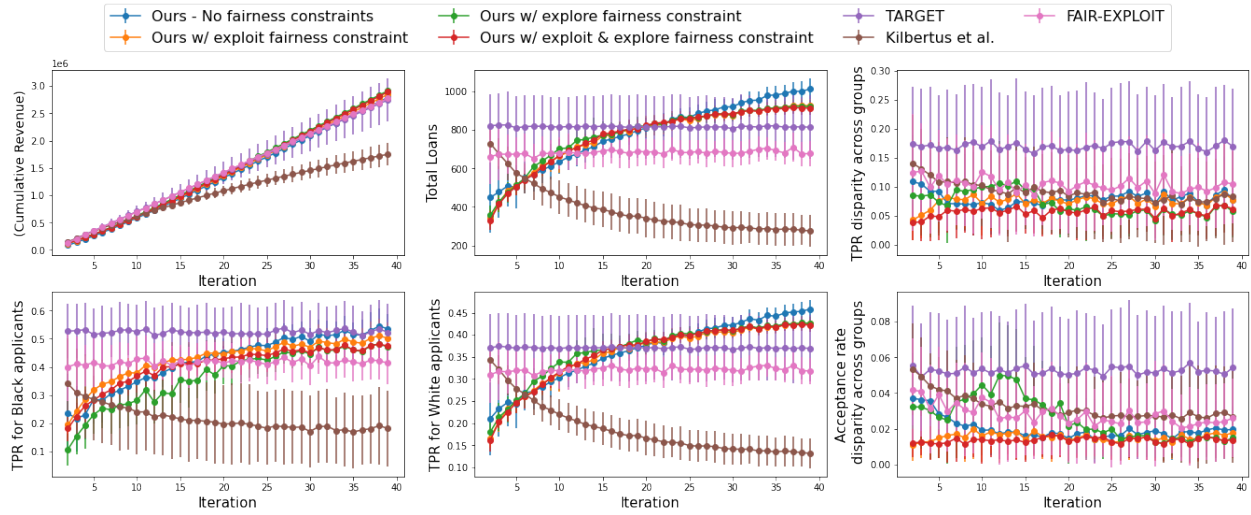 Ours - No fairness constraints
Ours w/ explore fairness constraint
TARGET
FAIR-EXPLOIT
Ours w/ exploit fairness constraint
Ours w/ exploit & explore fairness constraint
Kilbertus et al.
1e6
(Cumulative Revenue)
3.0
2.5
2.0
1.5
1.0
0.5
0.0
5 10 15 20 25 30 35 40
Iteration
Total Loans
1000
800
600
400
200
5 10 15 20 25 30 35 40
Iteration
TPR disparity across groups
0.30
0.25
0.20
0.15
0.10
0.05
0.00
5 10 15 20 25 30 35 40
Iteration
TPR for Black applicants
0.6
0.5
0.4
0.3
0.2
0.1
5 10 15 20 25 30 35 40
Iteration
TPR for White applicants
0.45
0.40
0.35
0.30
0.25
0.20
0.15
0.10
5 10 15 20 25 30 35 40
Iteration
Acceptance rate
disparity across groups
0.08
0.06
0.04
0.02
0.00
5 10 15 20 25 30 35 40
Iteration